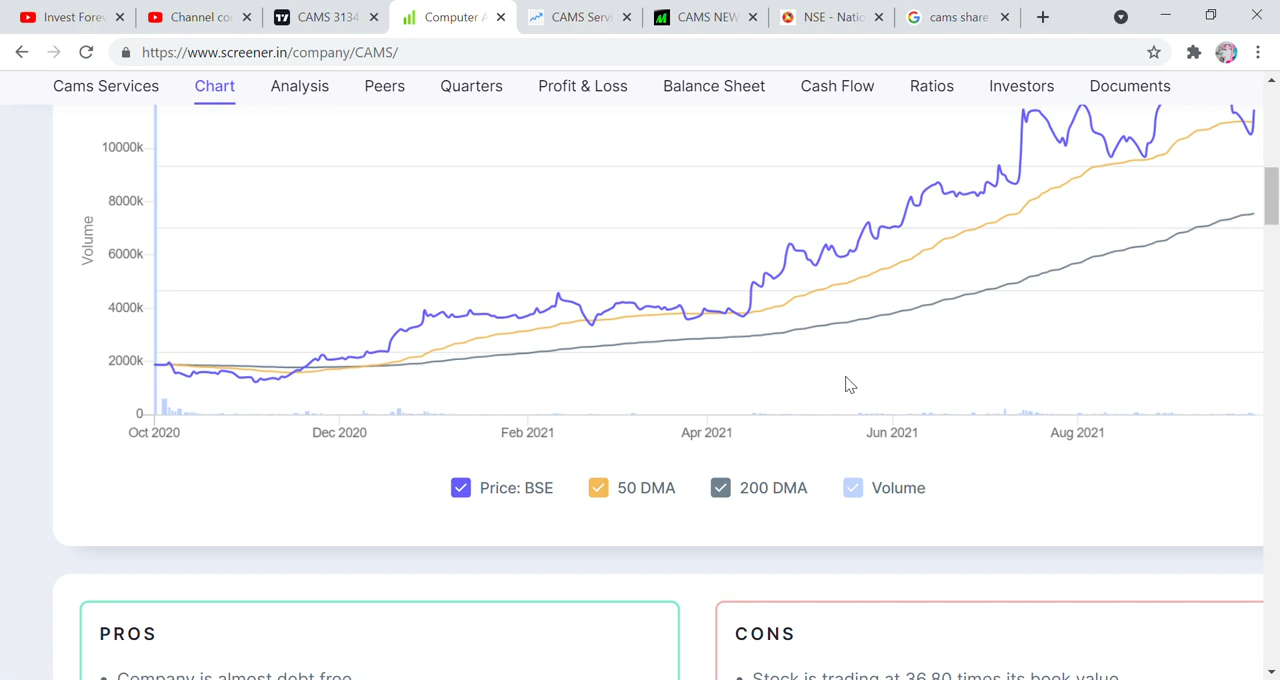 Invest Forev Channel co CAMS 3134 Computer A CAMS Servi CAMS NEW NSE - Natio cams share
https://www.screener.in/company/CAMS/
Cams Services Chart Analysis Peers Quarters Profit & Loss Balance Sheet Cash Flow Ratios Investors Documents
10000k
8000k
6000k
4000k
2000k
0
Volume
Oct 2020 Dec 2020 Feb 2021 Apr 2021 Jun 2021 Aug 2021
Price: BSE 50 DMA 200 DMA Volume
PROS
Company is almost debt free.
CONS
Stock is trading at 36.80 times its book value